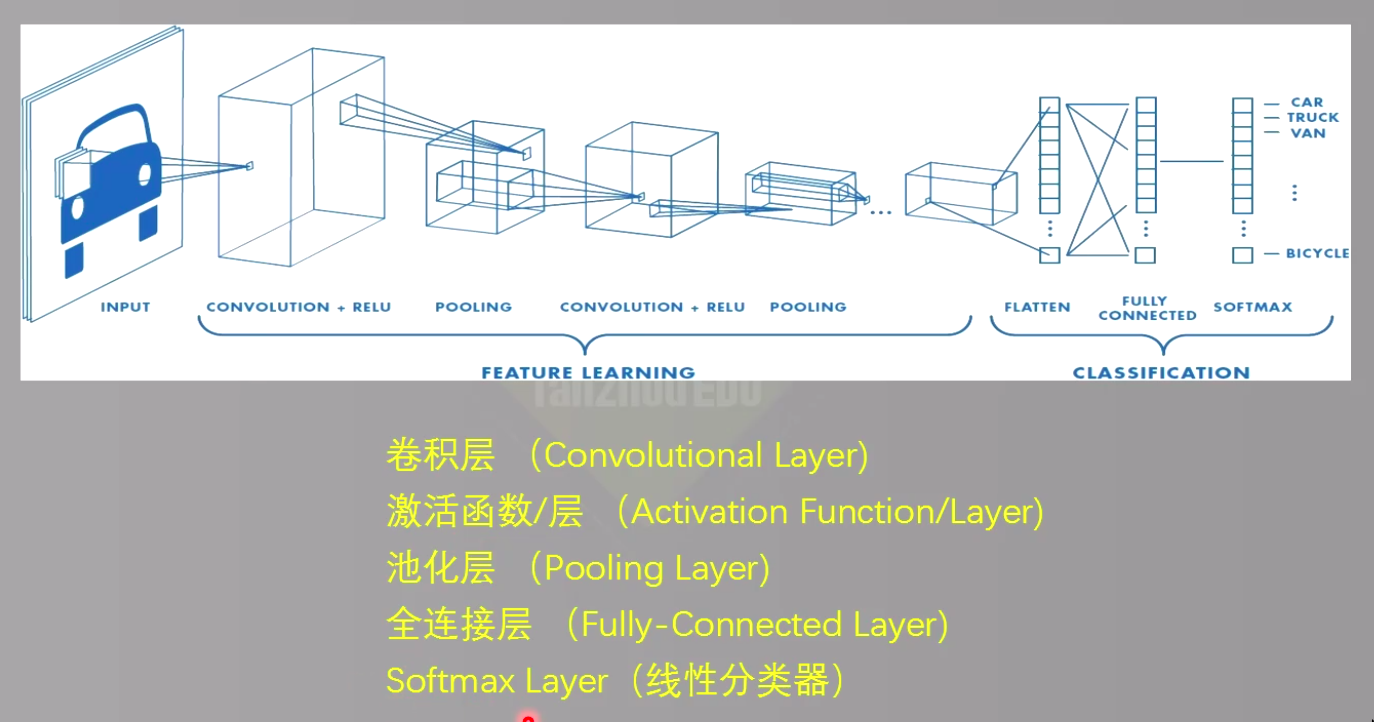 CAR
TRUCK
VAN
BICYCLE
INPUT
CONVOLUTION + RELU
POOLING
CONVOLUTION + RELU
POOLING
FLATTEN
FULLY
CONNECTED
SOFTMAX
FEATURE LEARNING
CLASSIFICATION
TanZhou EDU
卷积层 （Convolutional Layer)
激活函数/层 （Activation Function/Layer)
池化层 （Pooling Layer)
全连接层 （Fully-Connected Layer)
Softmax Layer（线性分类器）